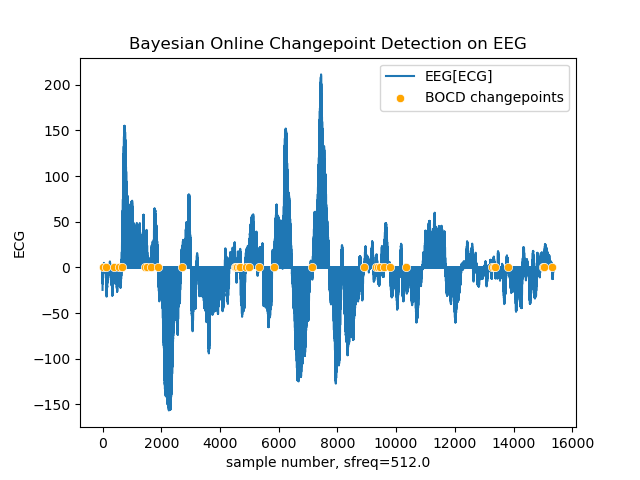 Bayesian Online Changepoint Detection on EEG
EEG[ECG]
BOCD changepoints
200
150
100
50
0
−50
−100
−150
ECG
0 2000 4000 6000 8000 10000 12000 14000 16000
sample number, sfreq=512.0